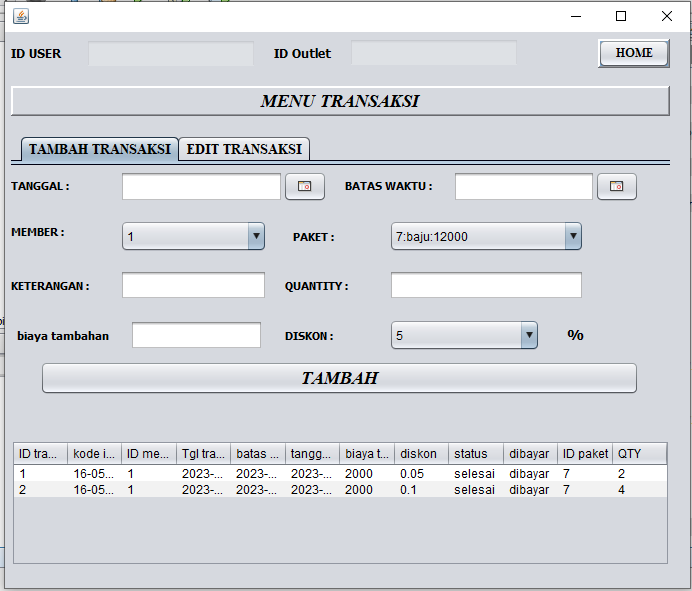 ID USER ID Outlet HOME
MENU TRANSAKSI
TAMBAH TRANSAKSI EDIT TRANSAKSI
TANGGAL : BATAS WAKTU :
MEMBER : 1 PAKET : 7:baju:12000
KETERANGAN : QUANTITY :
biaya tambahan DISKON : 5 %
TAMBAH
ID tra... kode i... ID me... Tgl tra... batas ... tangg... biaya t... diskon status dibayar ID paket QTY
1 16-05... 1 2023-... 2023-... 2023-... 2000 0.05 selesai dibayar 7 2
2 16-05... 1 2023-... 2023-... 2023-... 2000 0.1 selesai dibayar 7 4